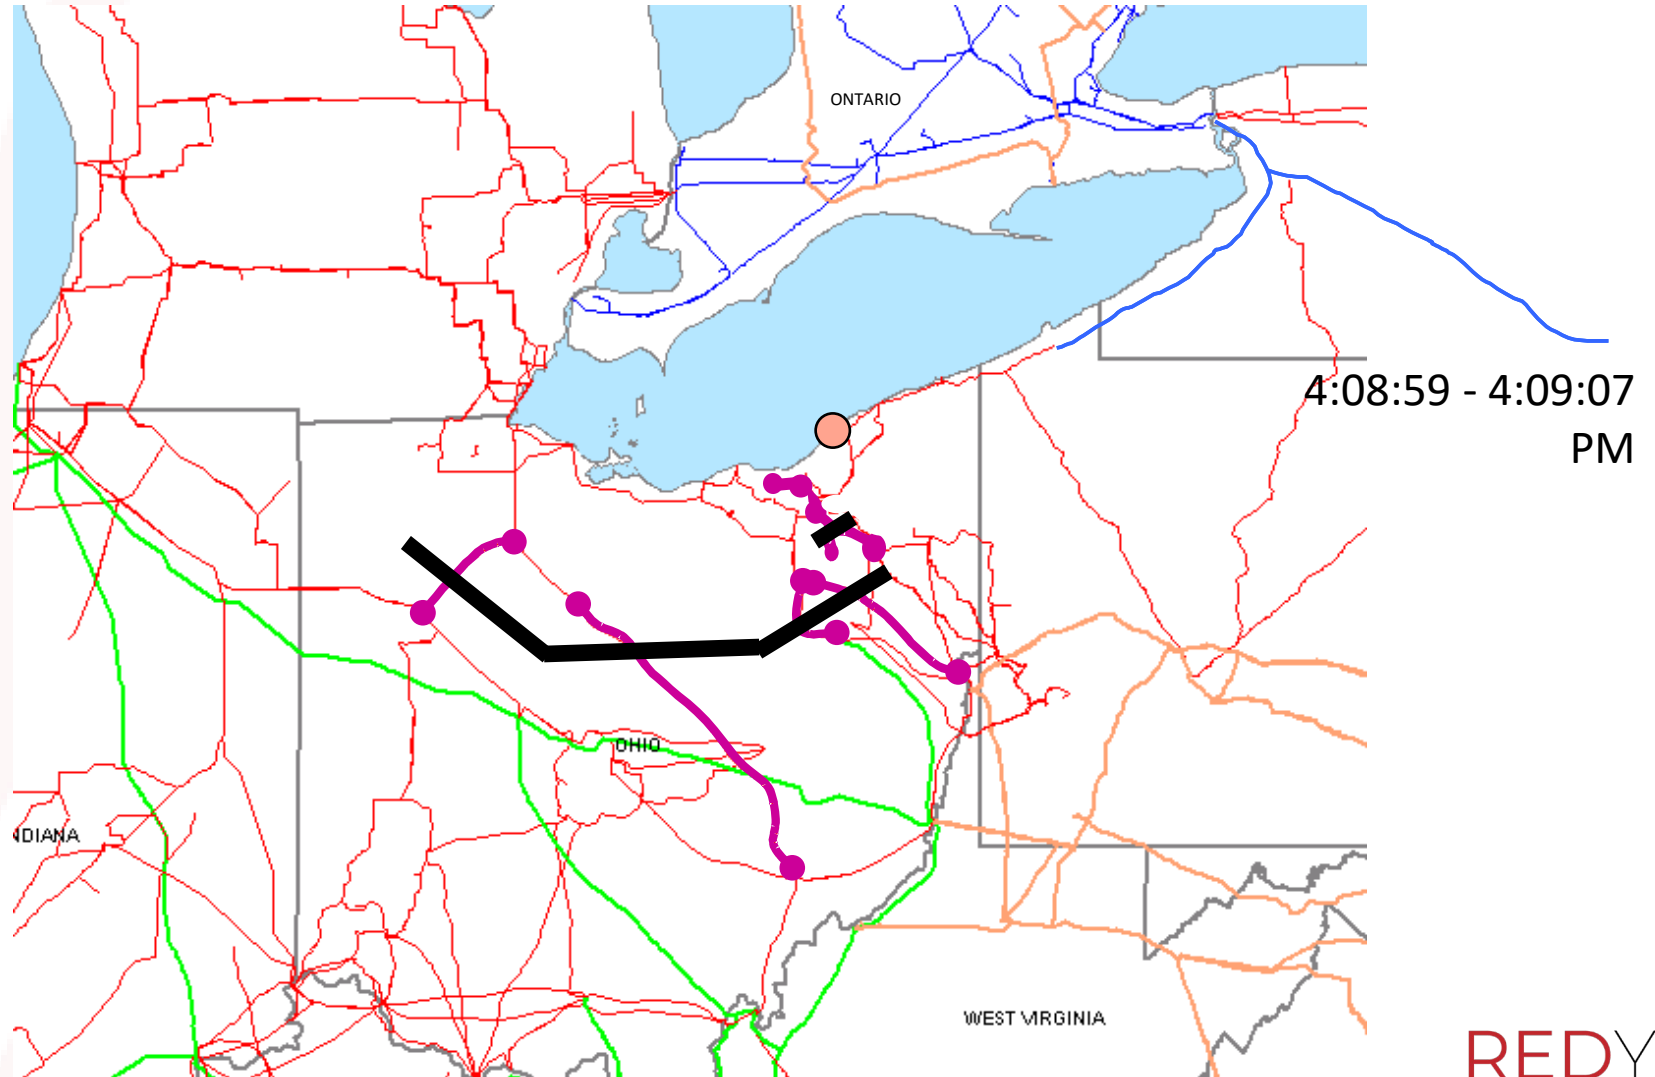 ONTARIO
4:08:59 - 4:09:07
PM
OHIO
NDIANA
WEST VIRGINIA
REDY